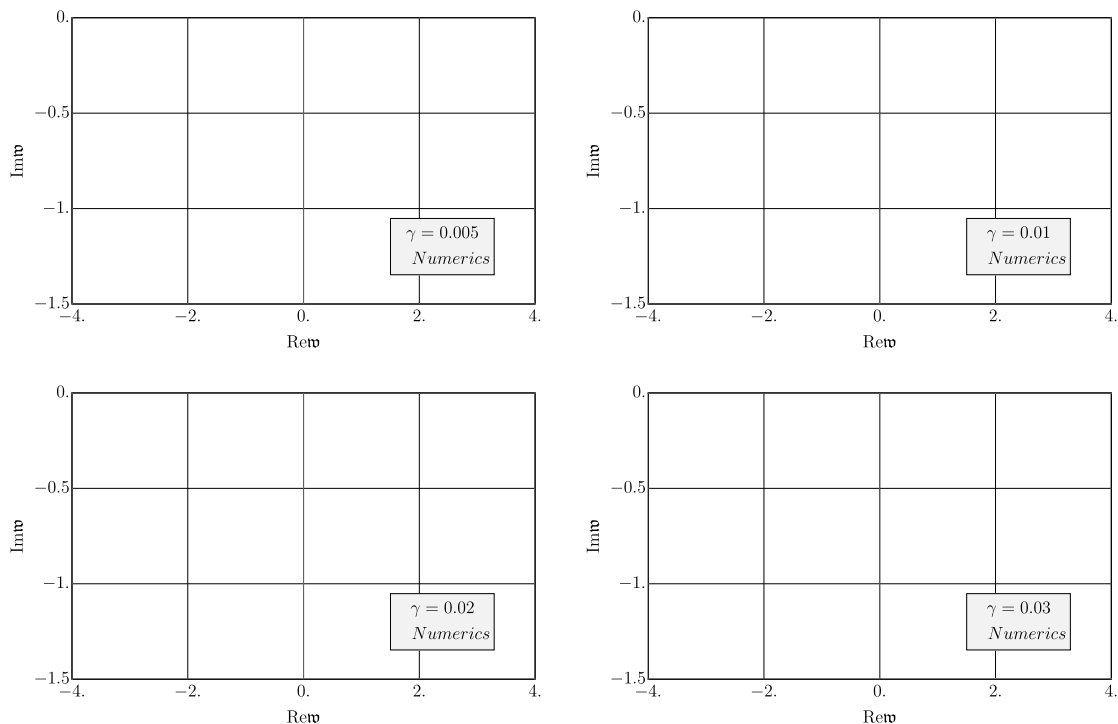 0.
−0.5
−1.
−1.5
Im𝔴
γ = 0.005
Numerics
−4. −2. 0. 2. 4.
Re𝔴
0.
−0.5
−1.
−1.5
Im𝔴
γ = 0.01
Numerics
−4. −2. 0. 2. 4.
Re𝔴
0.
−0.5
−1.
−1.5
Im𝔴
γ = 0.02
Numerics
−4. −2. 0. 2. 4.
Re𝔴
0.
−0.5
−1.
−1.5
Im𝔴
γ = 0.03
Numerics
−4. −2. 0. 2. 4.
Re𝔴